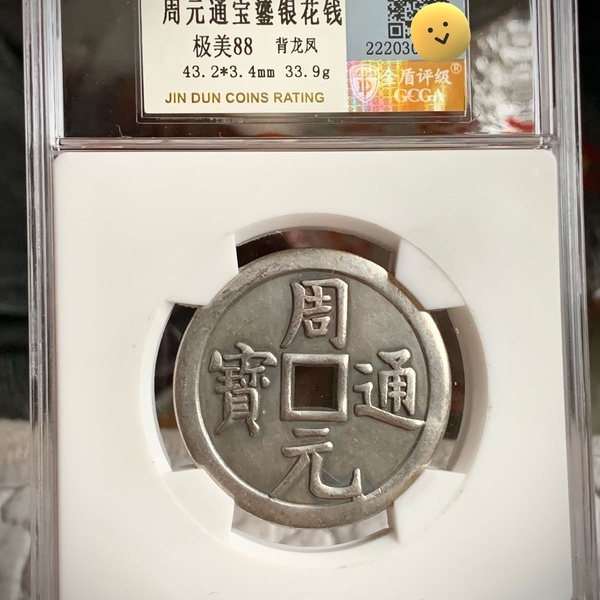 周元通宝鎏银花钱
极美88 背龙凤
43.2*3.4mm 33.9g
JIN DUN COINS RATING
222030
金盾评级®
GCGA
周
寶 通
元